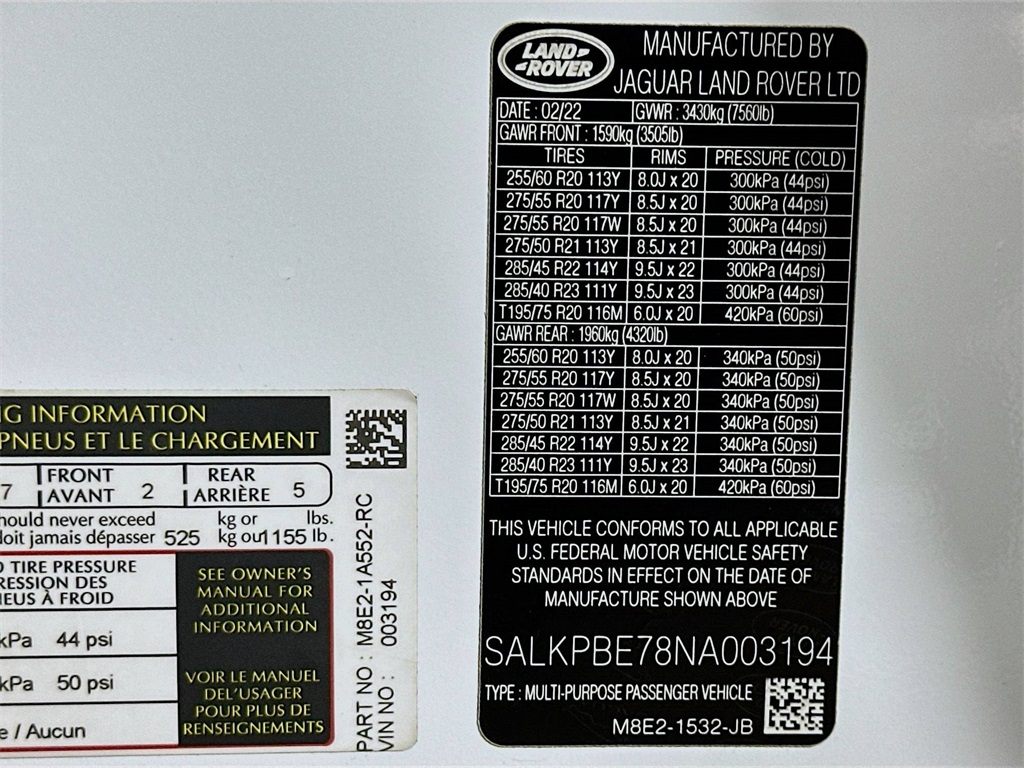 LAND-
-ROVER
MANUFACTURED BY
JAGUAR LAND ROVER LTD
DATE : 02/22 GVWR : 3430kg (7560lb)
GAWR FRONT : 1590kg (3505lb)
TIRES RIMS PRESSURE (COLD)
255/60 R20 113Y 8.0J x 20 300kPa (44psi)
275/55 R20 117Y 8.5J x 20 300kPa (44psi)
275/55 R20 117W 8.5J x 20 300kPa (44psi)
275/50 R21 113Y 8.5J x 21 300kPa (44psi)
285/45 R22 114Y 9.5J x 22 300kPa (44psi)
285/40 R23 111Y 9.5J x 23 300kPa (44psi)
T195/75 R20 116M 6.0J x 20 420kPa (60psi)
GAWR REAR : 1960kg (4320lb)
255/60 R20 113Y 8.0J x 20 340kPa (50psi)
275/55 R20 117Y 8.5J x 20 340kPa (50psi)
275/55 R20 117W 8.5J x 20 340kPa (50psi)
275/50 R21 113Y 8.5J x 21 340kPa (50psi)
285/45 R22 114Y 9.5J x 22 340kPa (50psi)
285/40 R23 111Y 9.5J x 23 340kPa (50psi)
T195/75 R20 116M 6.0J x 20 420kPa (60psi)
THIS VEHICLE CONFORMS TO ALL APPLICABLE
U.S. FEDERAL MOTOR VEHICLE SAFETY
STANDARDS IN EFFECT ON THE DATE OF
MANUFACTURE SHOWN ABOVE
SALKPBE78NA003194
TYPE : MULTI-PURPOSE PASSENGER VEHICLE
M8E2-1532-JB
NG INFORMATION
PNEUS ET LE CHARGEMENT
7 FRONT REAR
AVANT 2 ARRIÈRE 5
hould never exceed kg or lbs.
doit jamais dépasser 525 kg ou 1155 lb.
D TIRE PRESSURE
RESSION DES
NEUS À FROID
kPa 44 psi
kPa 50 psi
e / Aucun
SEE OWNER'S
MANUAL FOR
ADDITIONAL
INFORMATION
VOIR LE MANUEL
DEL'USAGER
POUR PLUS DE
RENSEIGNEMENTS
PART NO : M8E2-1A552-RC
VIN NO : 003194